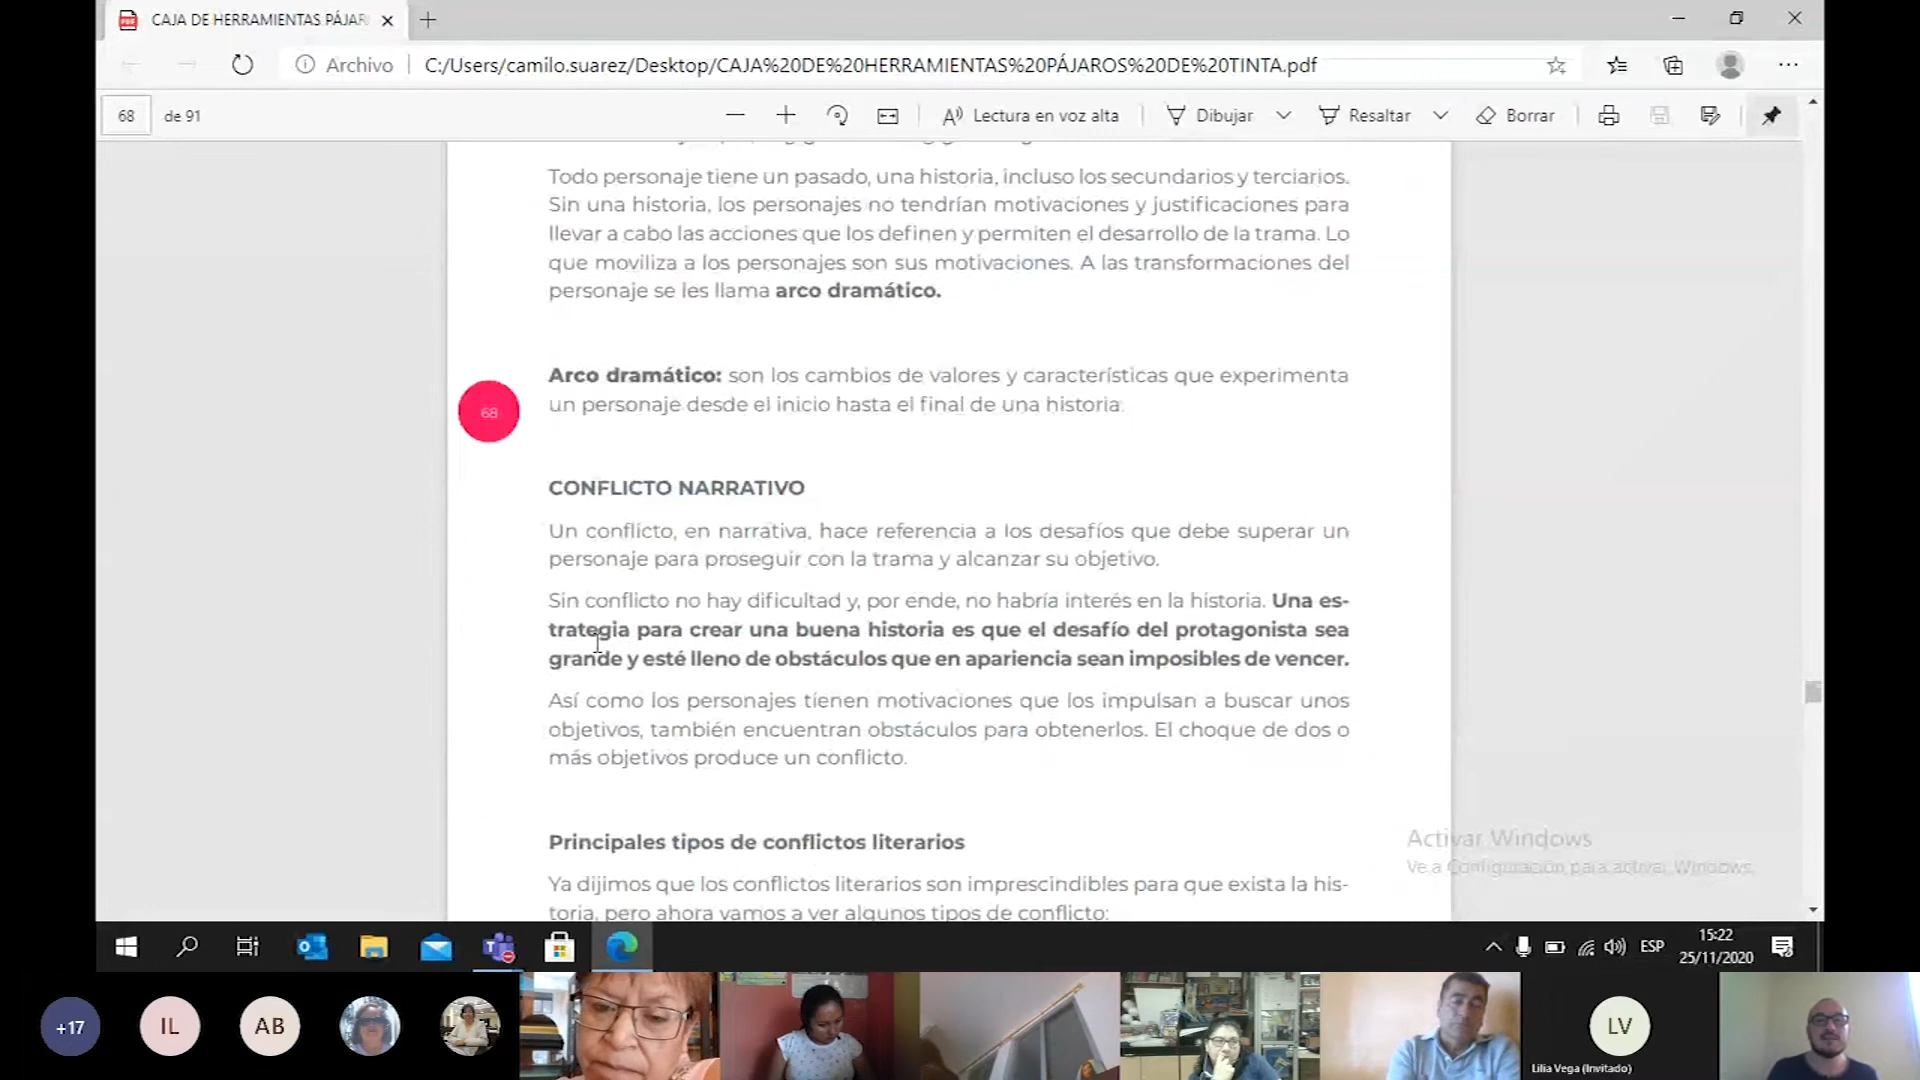 CAJA DE HERRAMIENTAS PÁJAR
Archivo
C:/Users/camilo.suarez/Desktop/CAJA%20DE%20HERRAMIENTAS%20PÁJAROS%20DE%20TINTA.pdf
68 de 91
Lectura en voz alta
Dibujar
Resaltar
Borrar
Todo personaje tiene un pasado, una historia, incluso los secundarios y terciarios.
Sin una historia, los personajes no tendrían motivaciones y justificaciones para
llevar a cabo las acciones que los definen y permiten el desarrollo de la trama. Lo
que moviliza a los personajes son sus motivaciones. A las transformaciones del
personaje se les llama arco dramático.
Arco dramático: son los cambios de valores y características que experimenta
un personaje desde el inicio hasta el final de una historia.
68
CONFLICTO NARRATIVO
Un conflicto, en narrativa, hace referencia a los desafíos que debe superar un
personaje para proseguir con la trama y alcanzar su objetivo.
Sin conflicto no hay dificultad y, por ende, no habría interés en la historia. Una es-
trategia para crear una buena historia es que el desafío del protagonista sea
grande y esté lleno de obstáculos que en apariencia sean imposibles de vencer.
Así como los personajes tienen motivaciones que los impulsan a buscar unos
objetivos, también encuentran obstáculos para obtenerlos. El choque de dos o
más objetivos produce un conflicto.
Principales tipos de conflictos literarios
Ya dijimos que los conflictos literarios son imprescindibles para que exista la his-
toria, pero ahora vamos a ver algunos tipos de conflicto:
Activar Windows
Ve a Configuración para activar Windows.
ESP
15:22
25/11/2020
+17
IL
AB
LV
Lilia Vega (Invitado)